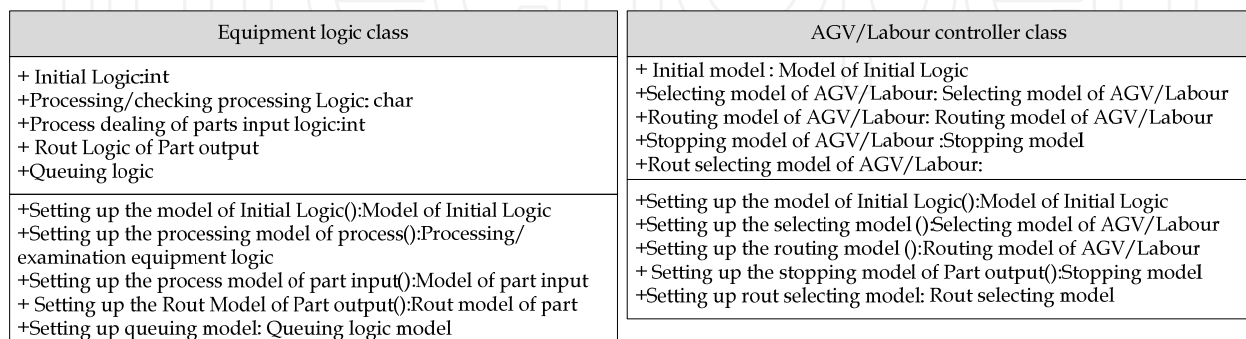 Equipment logic class
+ Initial Logic:int
+Processing/checking processing Logic: char
+Process dealing of parts input logic:int
+ Rout Logic of Part output
+Queuing logic
+Setting up the model of Initial Logic():Model of Initial Logic
+Setting up the processing model of process():Processing/
examination equipment logic
+Setting up the process model of part input():Model of part input
+ Setting up the Rout Model of Part output():Rout model of part
+Setting up queuing model: Queuing logic model
AGV/Labour controller class
+ Initial model : Model of Initial Logic
+Selecting model of AGV/Labour: Selecting model of AGV/Labour
+Routing model of AGV/Labour: Routing model of AGV/Labour
+Stopping model of AGV/Labour :Stopping model
+Rout selecting model of AGV/Labour:
+Setting up the model of Initial Logic():Model of Initial Logic
+Setting up the selecting model ():Selecting model of AGV/Labour
+Setting up the routing model ():Routing model of AGV/Labour
+ Setting up the stopping model of Part output():Stopping model
+Setting up rout selecting model: Rout selecting model